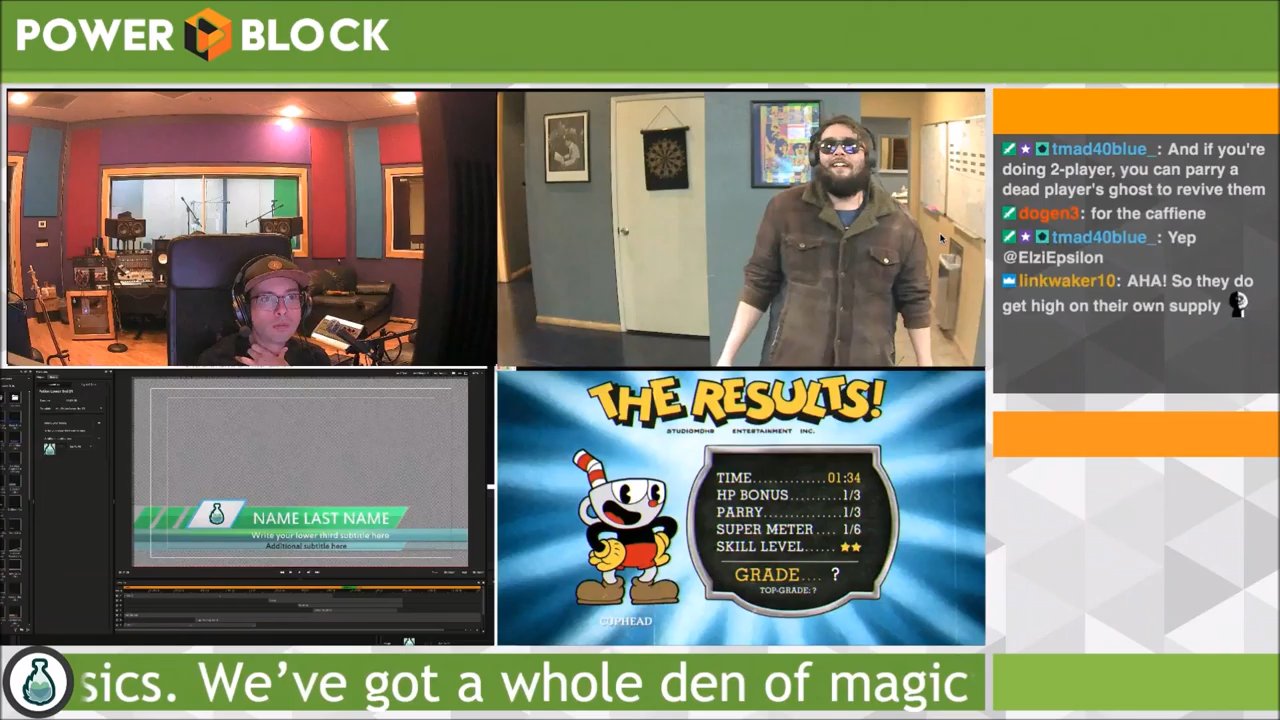 POWER BLOCK
tmad40blue_: And if you're
doing 2-player, you can parry a
dead player's ghost to revive them
dogen3: for the caffiene
tmad40blue_: Yep
@ElziEpsilon
linkwaker10: AHA! So they do
get high on their own supply
NAME LAST NAME
Write your lower third subtitle here
Additional subtitle here
THE RESULTS!
STUDIOMDHR ENTERTAINMENT INC.
TIME.............01:34
HP BONUS..........1/3
PARRY..............1/3
SUPER METER .... 1/6
SKILL LEVEL......
GRADE.... ?
TOP-GRADE: ?
CUPHEAD
sics. We've got a whole den of magic